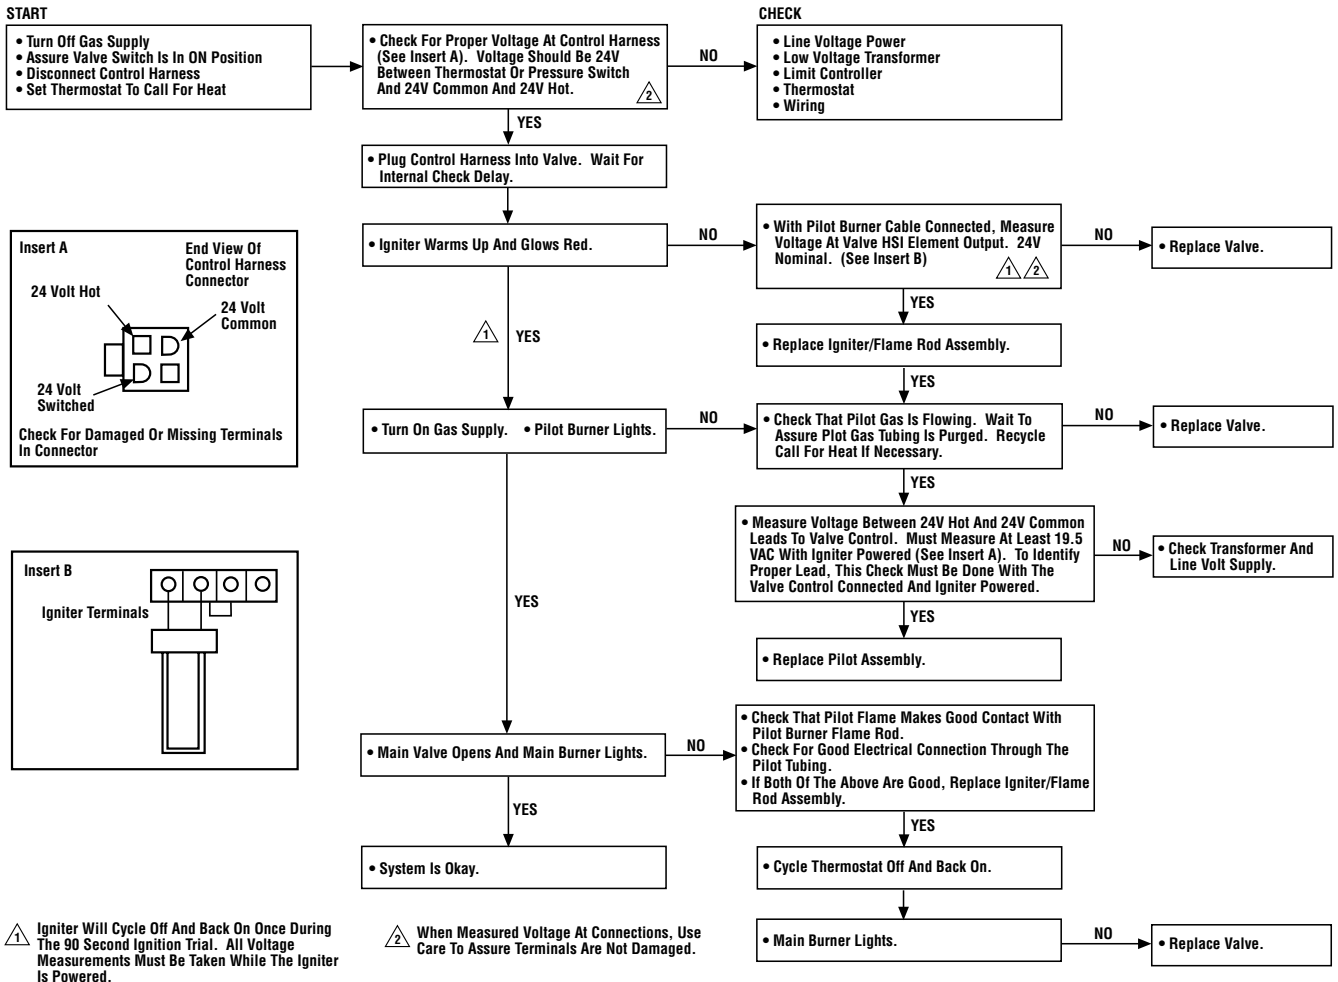 START
• Turn Off Gas Supply
• Assure Valve Switch Is In ON Position
• Disconnect Control Harness
• Set Thermostat To Call For Heat
• Check For Proper Voltage At Control Harness
(See Insert A). Voltage Should Be 24V
Between Thermostat Or Pressure Switch
And 24V Common And 24V Hot.
2
NO
CHECK
• Line Voltage Power
• Low Voltage Transformer
• Limit Controller
• Thermostat
• Wiring
YES
• Plug Control Harness Into Valve. Wait For
Internal Check Delay.
• Igniter Warms Up And Glows Red.
NO
• With Pilot Burner Cable Connected, Measure
Voltage At Valve HSI Element Output. 24V
Nominal. (See Insert B)
1 2
NO
• Replace Valve.
YES
• Replace Igniter/Flame Rod Assembly.
YES
1
YES
• Turn On Gas Supply. • Pilot Burner Lights.
NO
• Check That Pilot Gas Is Flowing. Wait To
Assure Plot Gas Tubing Is Purged. Recycle
Call For Heat If Necessary.
NO
• Replace Valve.
YES
• Measure Voltage Between 24V Hot And 24V Common
Leads To Valve Control. Must Measure At Least 19.5
VAC With Igniter Powered (See Insert A). To Identify
Proper Lead, This Check Must Be Done With The
Valve Control Connected And Igniter Powered.
NO
• Check Transformer And
Line Volt Supply.
YES
• Replace Pilot Assembly.
YES
• Main Valve Opens And Main Burner Lights.
NO
• Check That Pilot Flame Makes Good Contact With
Pilot Burner Flame Rod.
• Check For Good Electrical Connection Through The
Pilot Tubing.
• If Both Of The Above Are Good, Replace Igniter/Flame
Rod Assembly.
YES
• System Is Okay.
YES
• Cycle Thermostat Off And Back On.
• Main Burner Lights.
NO
• Replace Valve.
Insert A
End View Of
Control Harness
Connector
24 Volt Hot
24 Volt
Common
24 Volt
Switched
Check For Damaged Or Missing Terminals
In Connector
Insert B
Igniter Terminals
1
Igniter Will Cycle Off And Back On Once During
The 90 Second Ignition Trial. All Voltage
Measurements Must Be Taken While The Igniter
Is Powered.
2
When Measured Voltage At Connections, Use
Care To Assure Terminals Are Not Damaged.